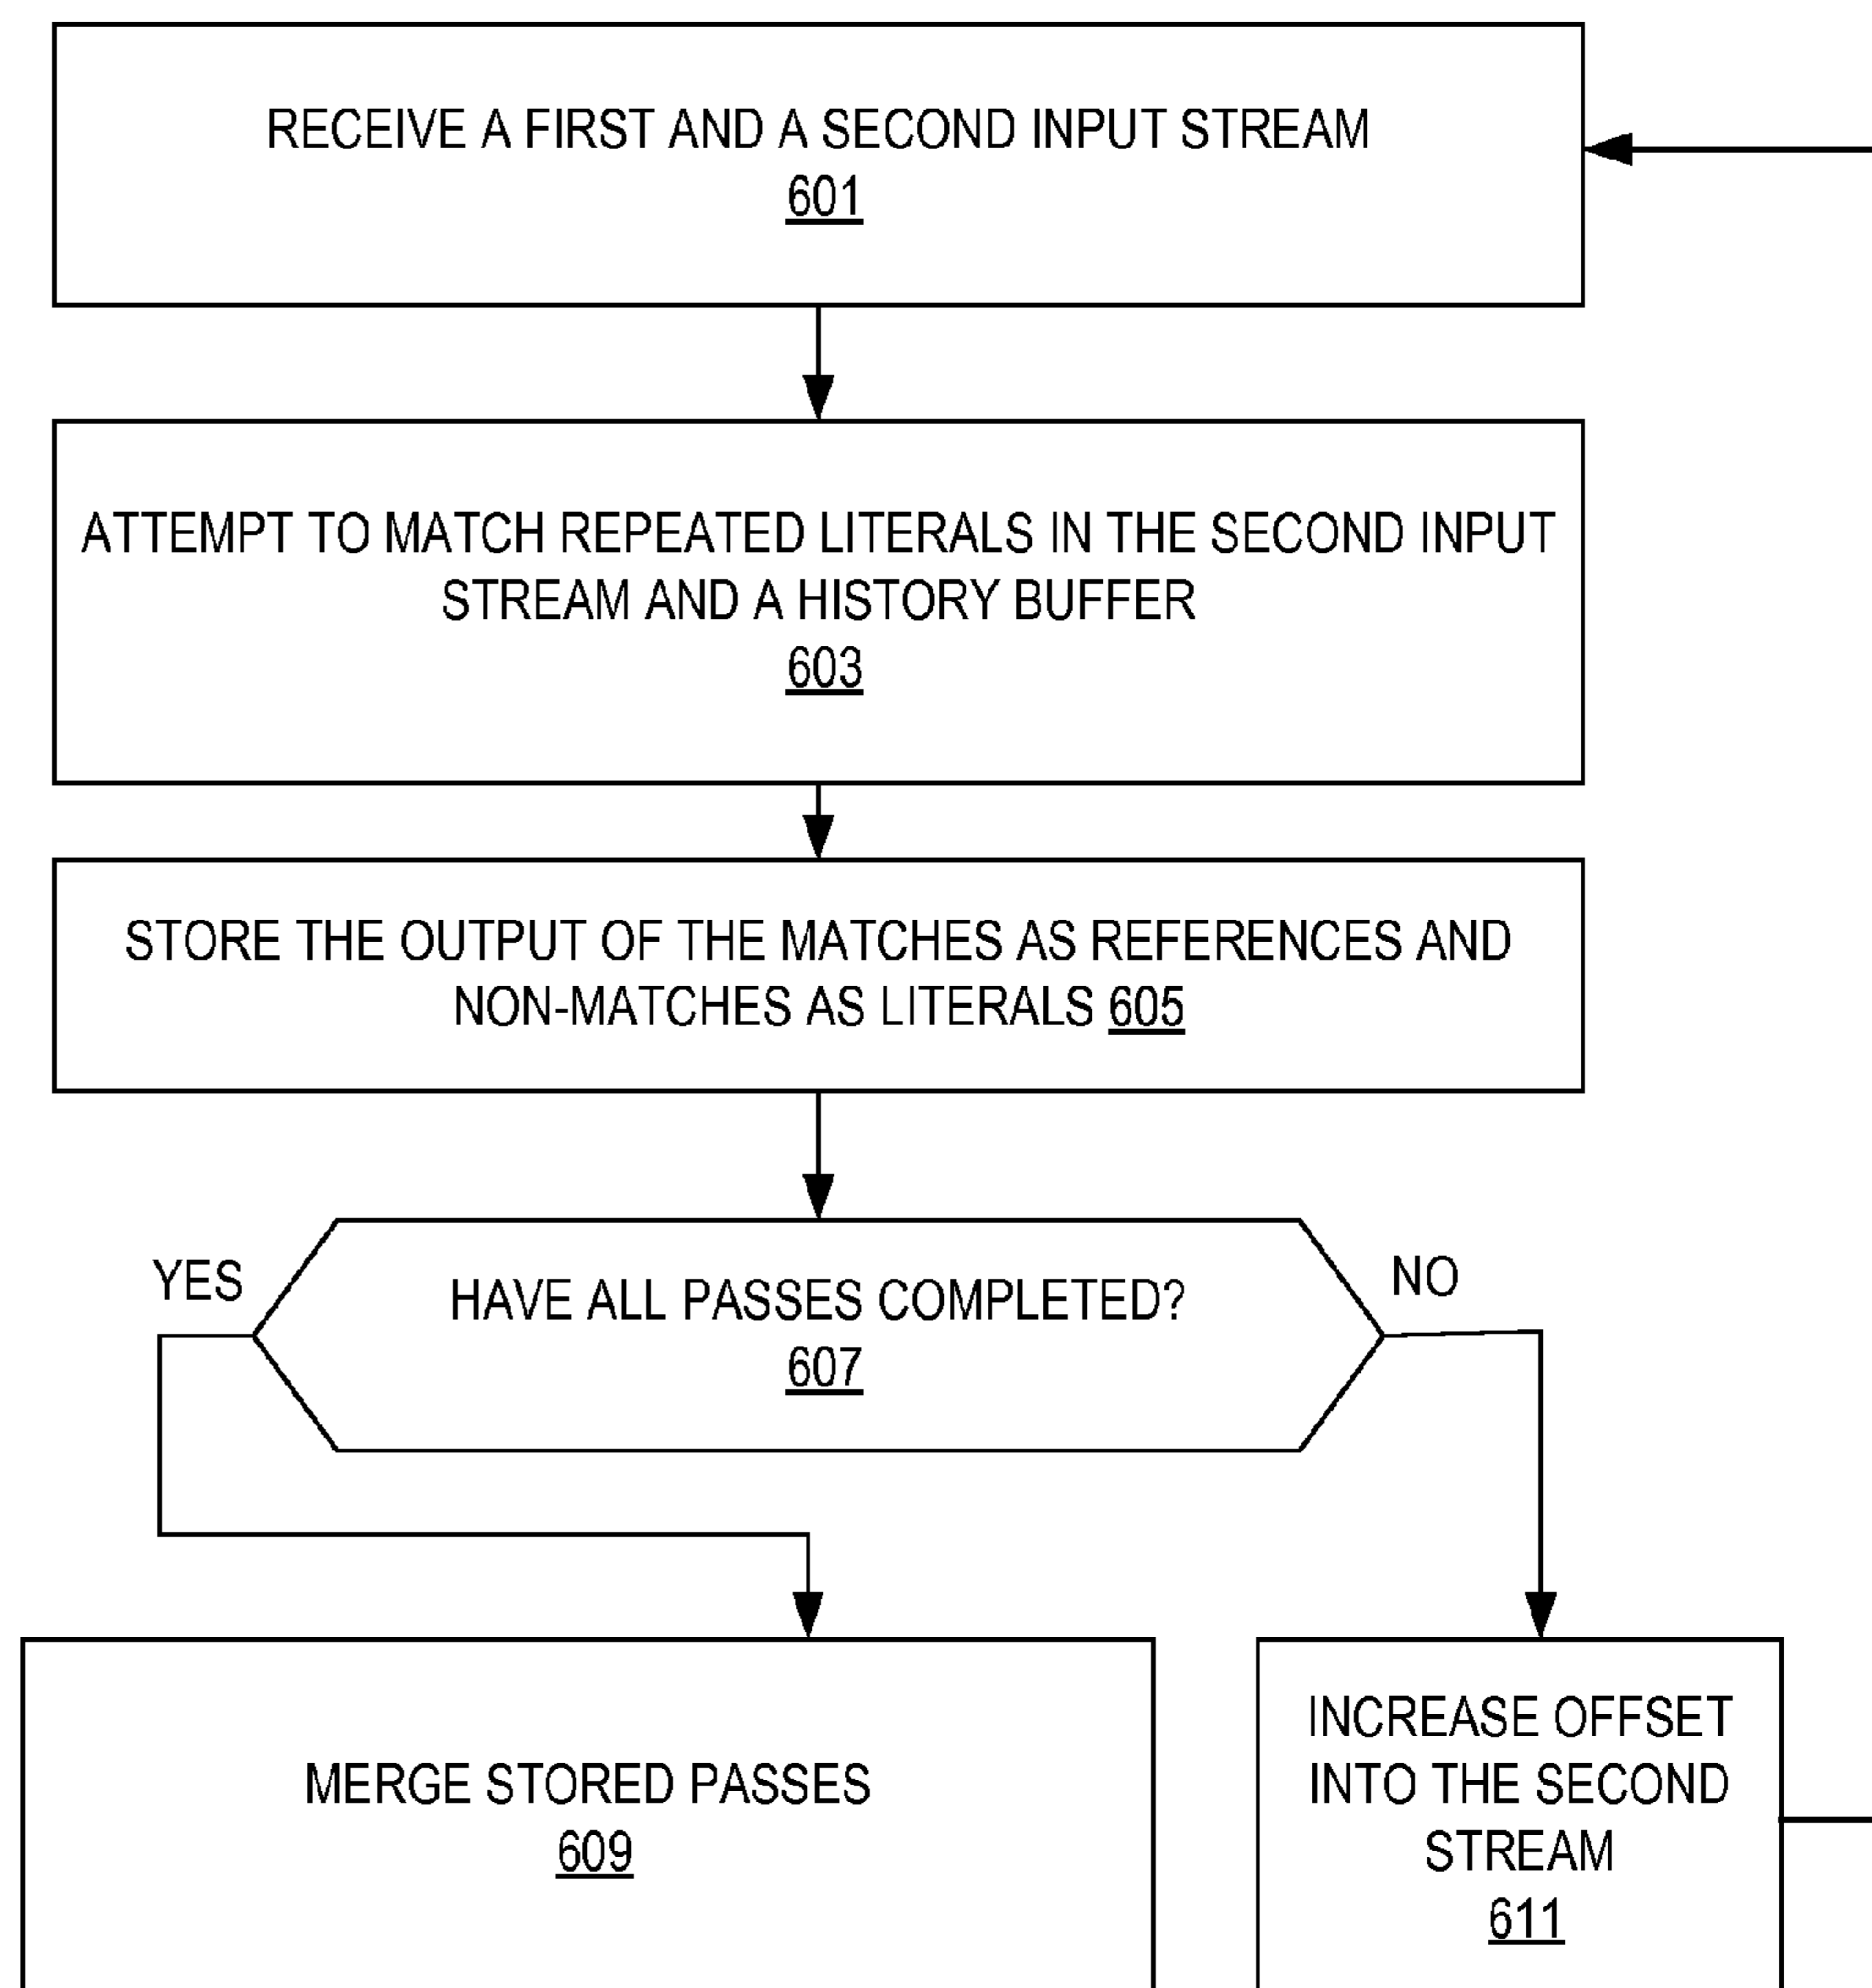 RECEIVE A FIRST AND A SECOND INPUT STREAM
601
ATTEMPT TO MATCH REPEATED LITERALS IN THE SECOND INPUT
STREAM AND A HISTORY BUFFER
603
STORE THE OUTPUT OF THE MATCHES AS REFERENCES AND
NON-MATCHES AS LITERALS 605
YES
HAVE ALL PASSES COMPLETED?
607
NO
MERGE STORED PASSES
609
INCREASE OFFSET
INTO THE SECOND
STREAM
611